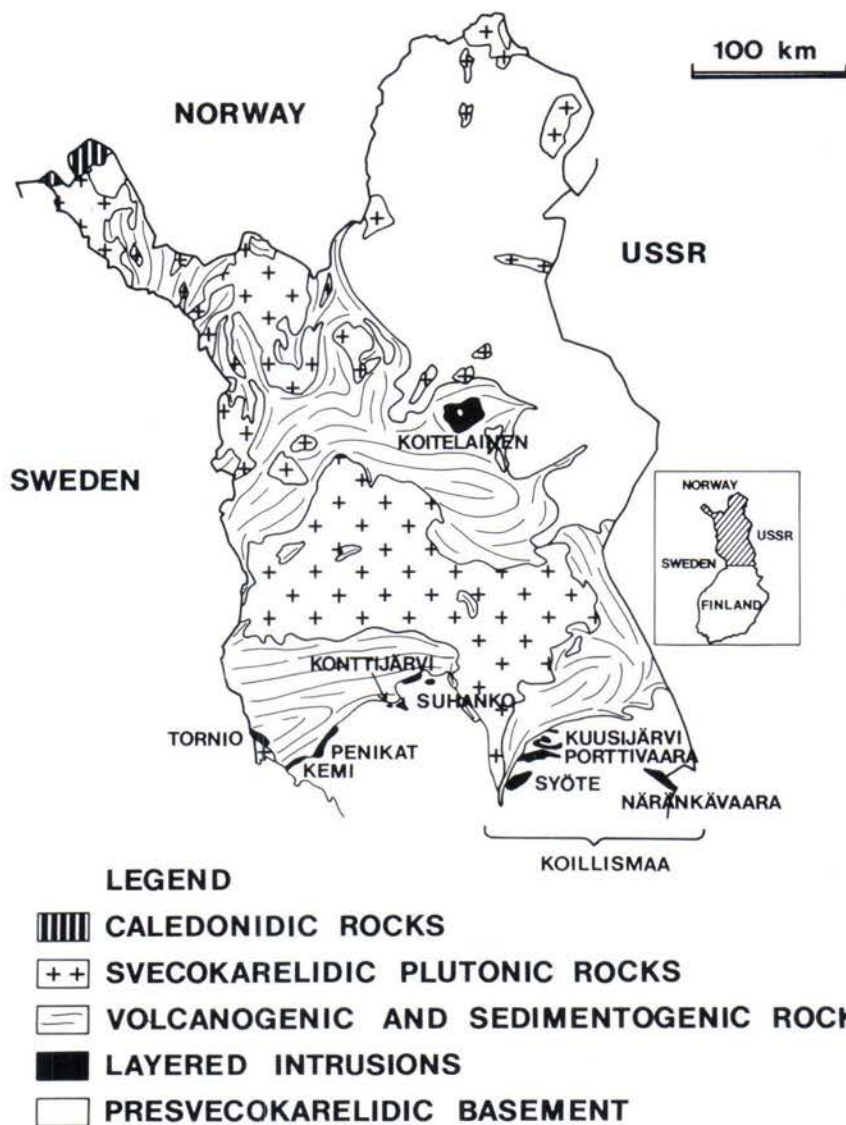 100 km
NORWAY
USSR
KOITELAINEN
SWEDEN
NORWAY
USSR
SWEDEN
FINLAND
KONTTIJÄRVI
SUHANKO
TORNIO
PENIKAT
KEMI
KUUSIJÄRVI
PORTTIVAARA
SYÖTE
NÄRÄNKÄVAARA
KOILLISMAA
LEGEND
CALEDONIDIC ROCKS
SVECOKARELIDIC PLUTONIC ROCKS
VOLCANOGENIC AND SEDIMENTOGENIC ROCK
LAYERED INTRUSIONS
PRESVECOKARELIDIC BASEMENT